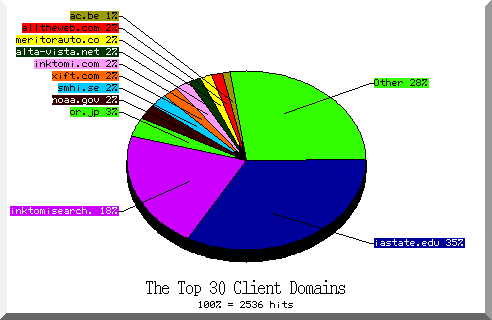 ac.be 1%
alltheweb.com 2%
meritorauto.co 2%
alta-vista.net 2%
inktomi.com 2%
xift.com 2%
smhi.se 2%
noaa.gov 2%
or.jp 3%
Other 28%
inktomisearch. 18%
iastate.edu 35%
The Top 30 Client Domains
100% = 2536 hits